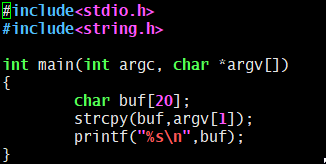 #include<stdio.h>
#include<string.h>

int main(int argc, char *argv[])
{
        char buf[20];
        strcpy(buf,argv[1]);
        printf("%s\n",buf);
}